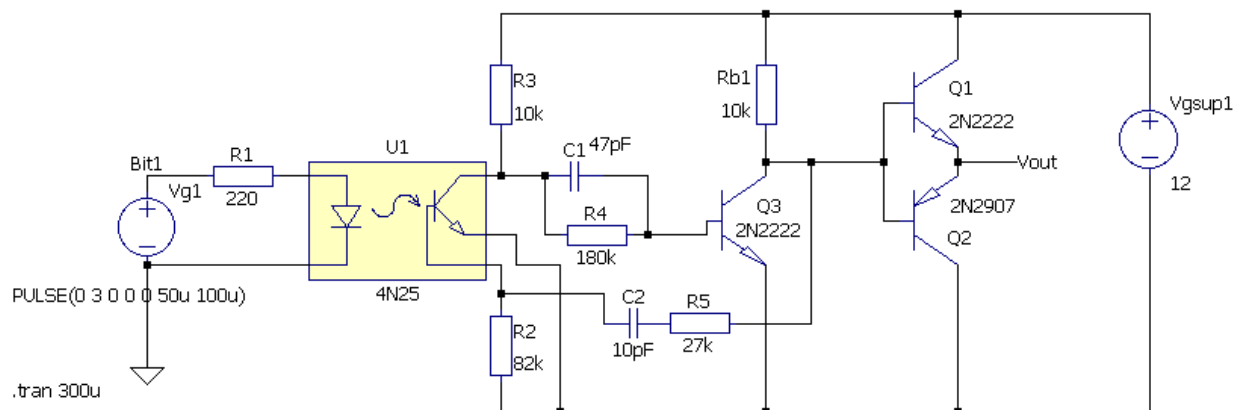 R3
10k
Rb1
10k
Q1
2N2222
Vgsup1
12
U1
C1
47pF
Bit1
R1
Vg1
220
Vout
R4
180k
Q3
2N2222
2N2907
Q2
PULSE(0 3 0 0 0 50u 100u)
4N25
C2
R5
10pF
27k
R2
82k
.tran 300u